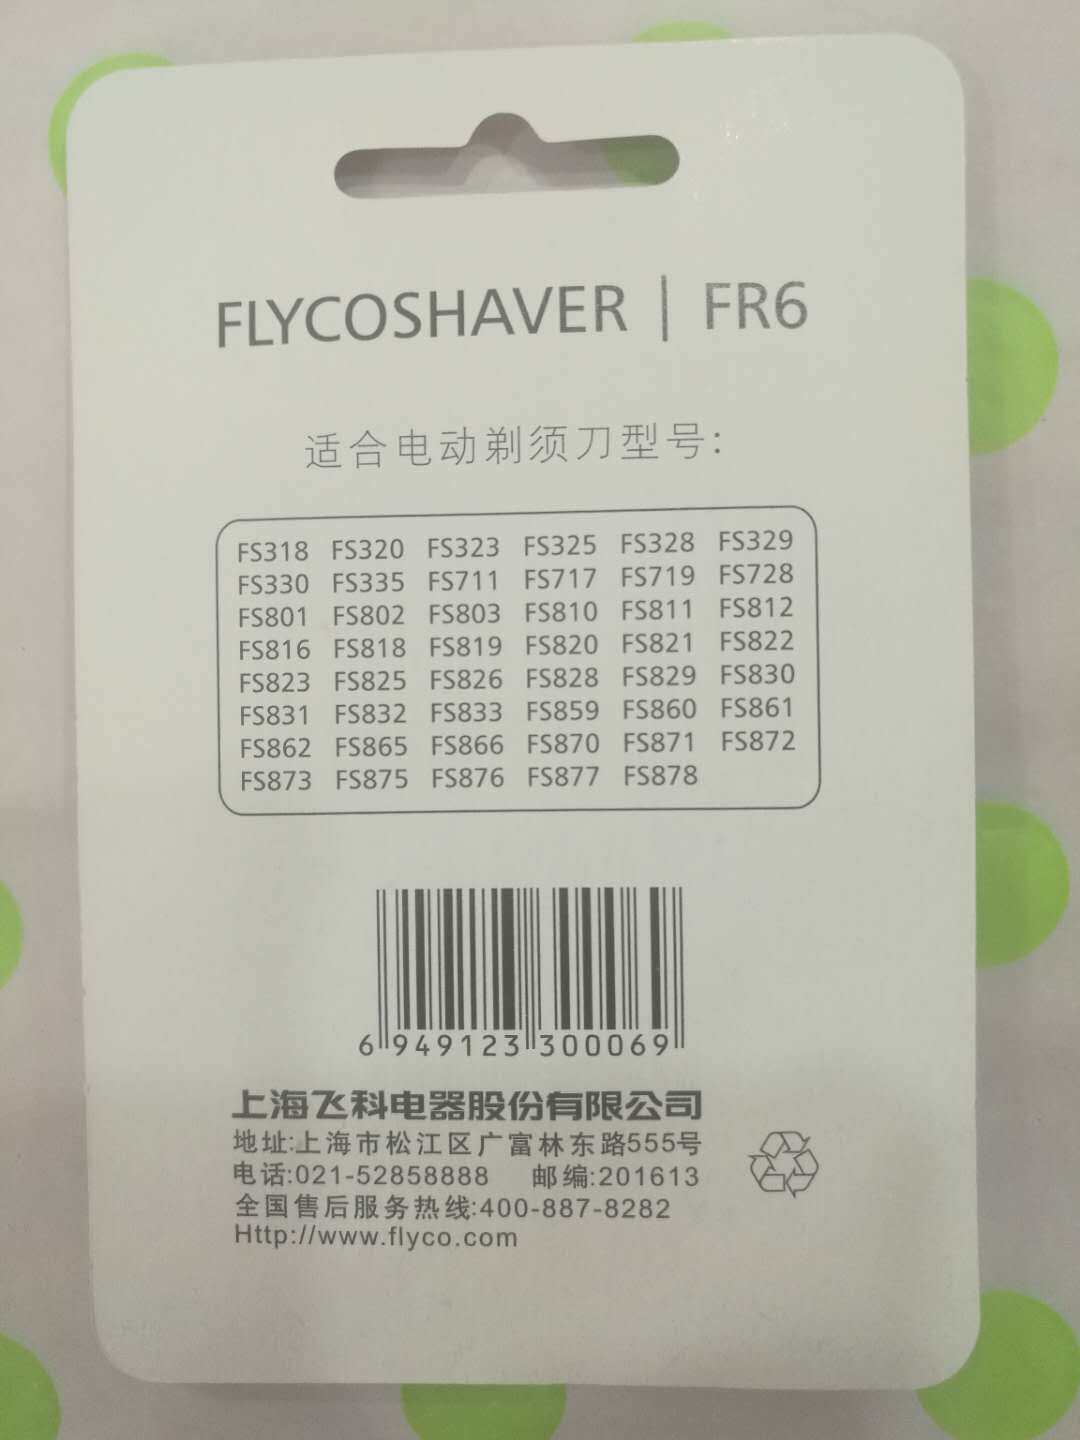 FLYCOSHAVER | FR6
适合电动剃须刀型号:
FS318 FS320 FS323 FS325 FS328 FS329
FS330 FS335 FS711 FS717 FS719 FS728
FS801 FS802 FS803 FS810 FS811 FS812
FS816 FS818 FS819 FS820 FS821 FS822
FS823 FS825 FS826 FS828 FS829 FS830
FS831 FS832 FS833 FS859 FS860 FS861
FS862 FS865 FS866 FS870 FS871 FS872
FS873 FS875 FS876 FS877 FS878
6 949123 300069
上海飞科电器股份有限公司
地址:上海市松江区广富林东路555号
电话:021-52858888 邮编:201613
全国售后服务热线:400-887-8282
Http://www.flyco.com